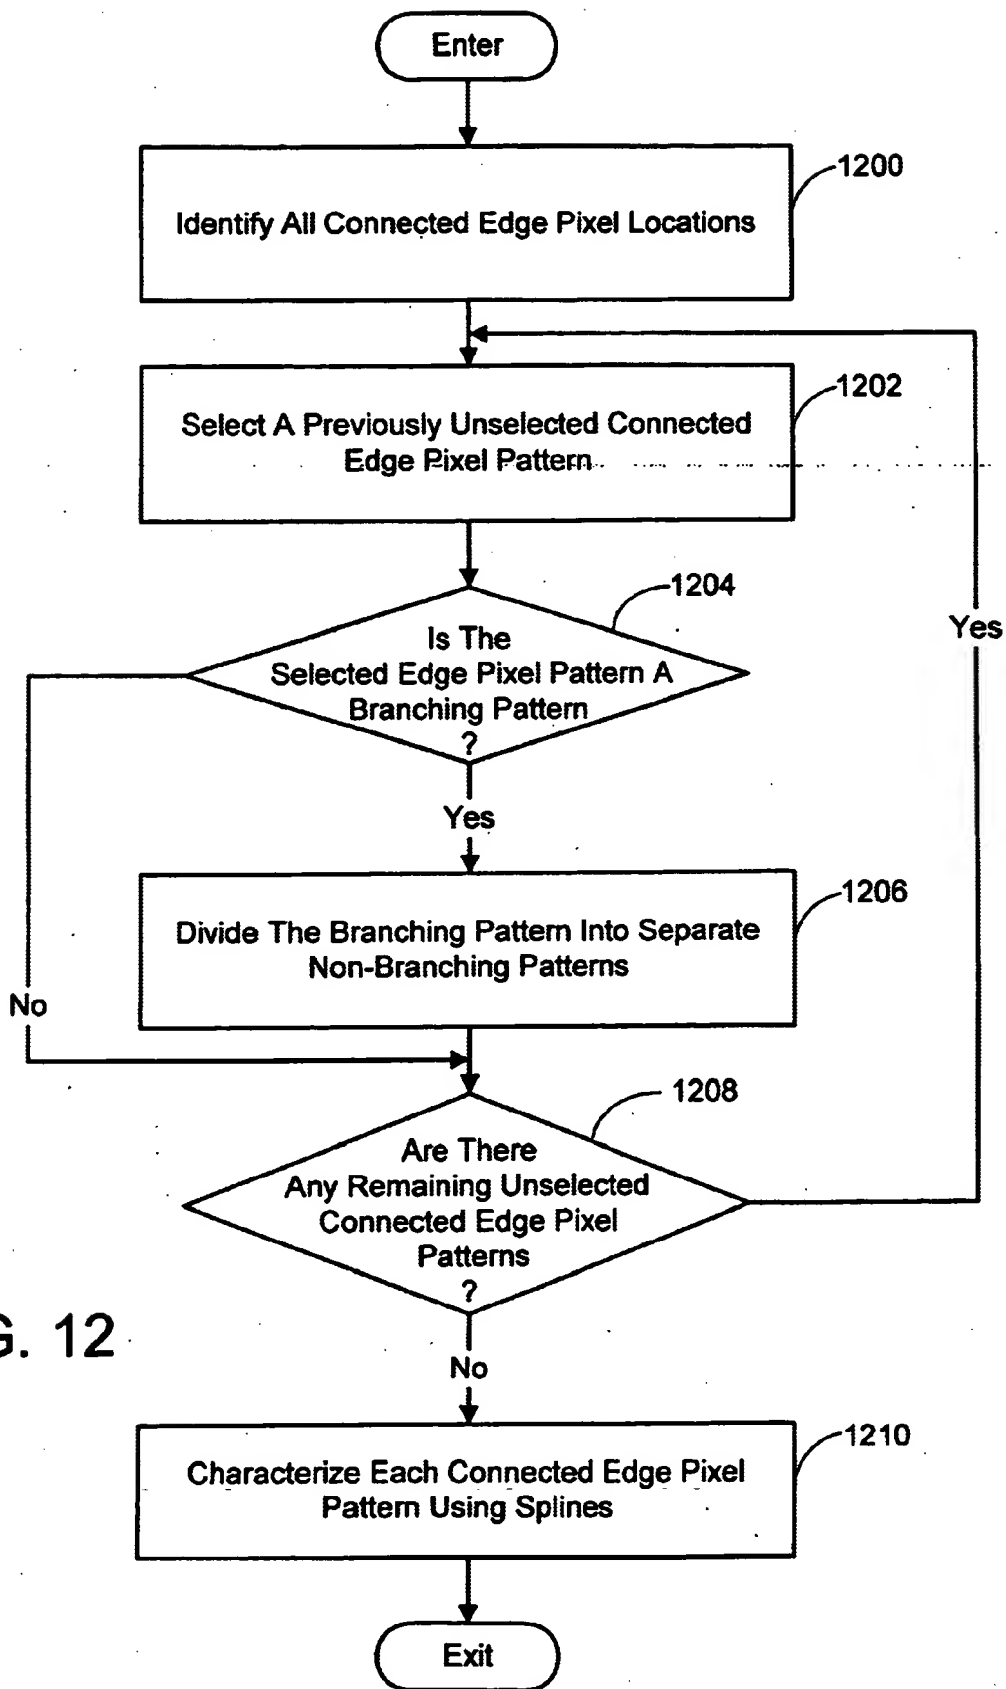 Enter
1200
Identify All Connected Edge Pixel Locations
1202
Select A Previously Unselected Connected
Edge Pixel Pattern
1204
Is The
Selected Edge Pixel Pattern A
Branching Pattern
?
Yes
Yes
1206
Divide The Branching Pattern Into Separate
Non-Branching Patterns
No
1208
Are There
Any Remaining Unselected
Connected Edge Pixel
Patterns
?
G. 12
No
1210
Characterize Each Connected Edge Pixel
Pattern Using Splines
Exit